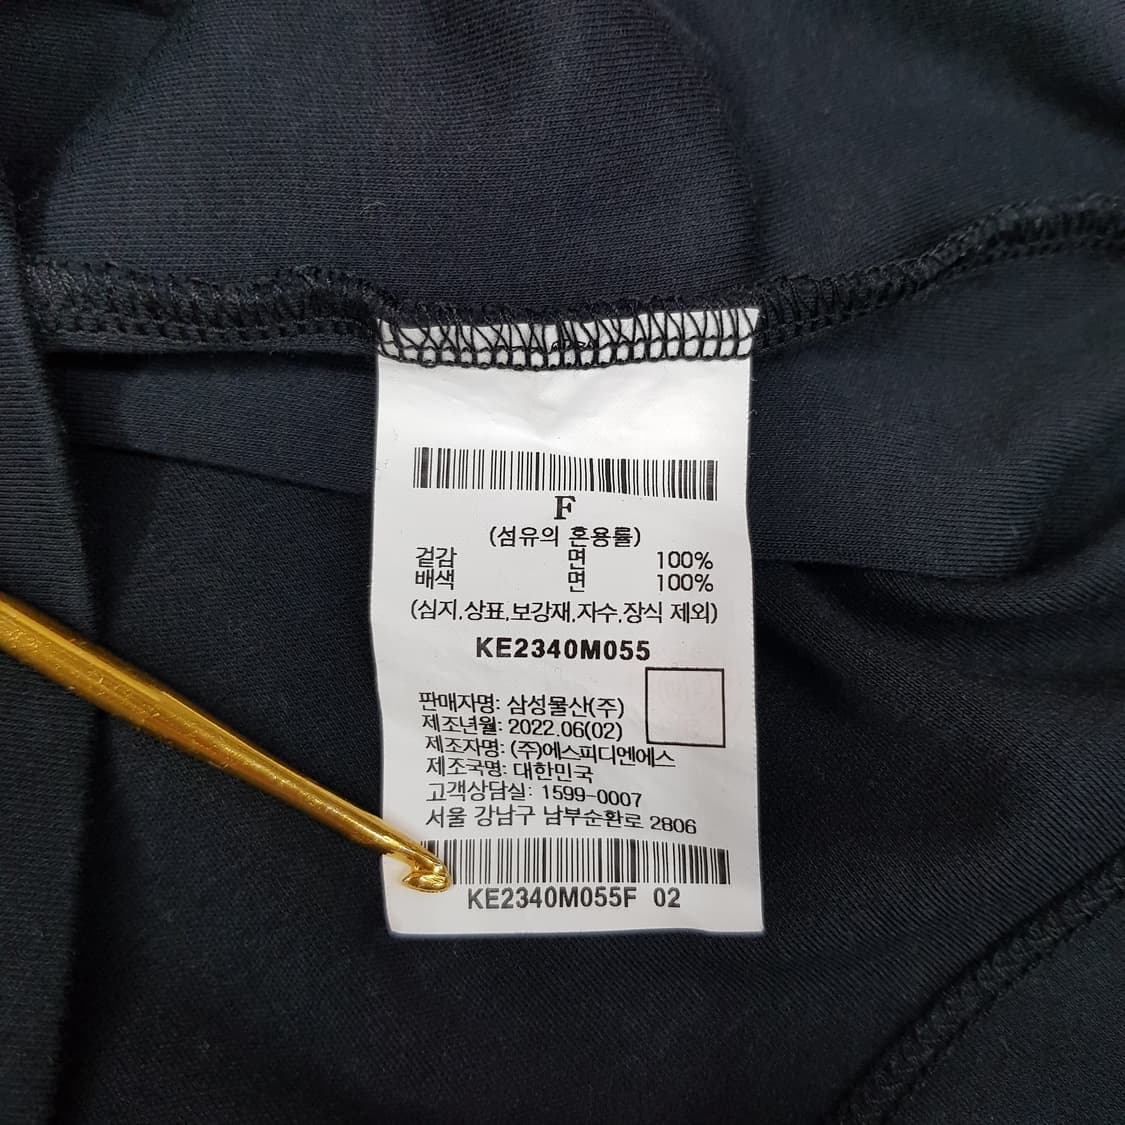 F
(섬유의 혼용률)
겉감 면 100%
배색 면 100%
(심지,상표,보강재,자수,장식 제외)
KE2340M055
판매자명: 삼성물산(주)
제조년월: 2022.06(02)
제조자명: (주)에스피디엔에스
제조국명: 대한민국
고객상담실: 1599-0007
서울 강남구 남부순환로 2806
KE2340M055F 02